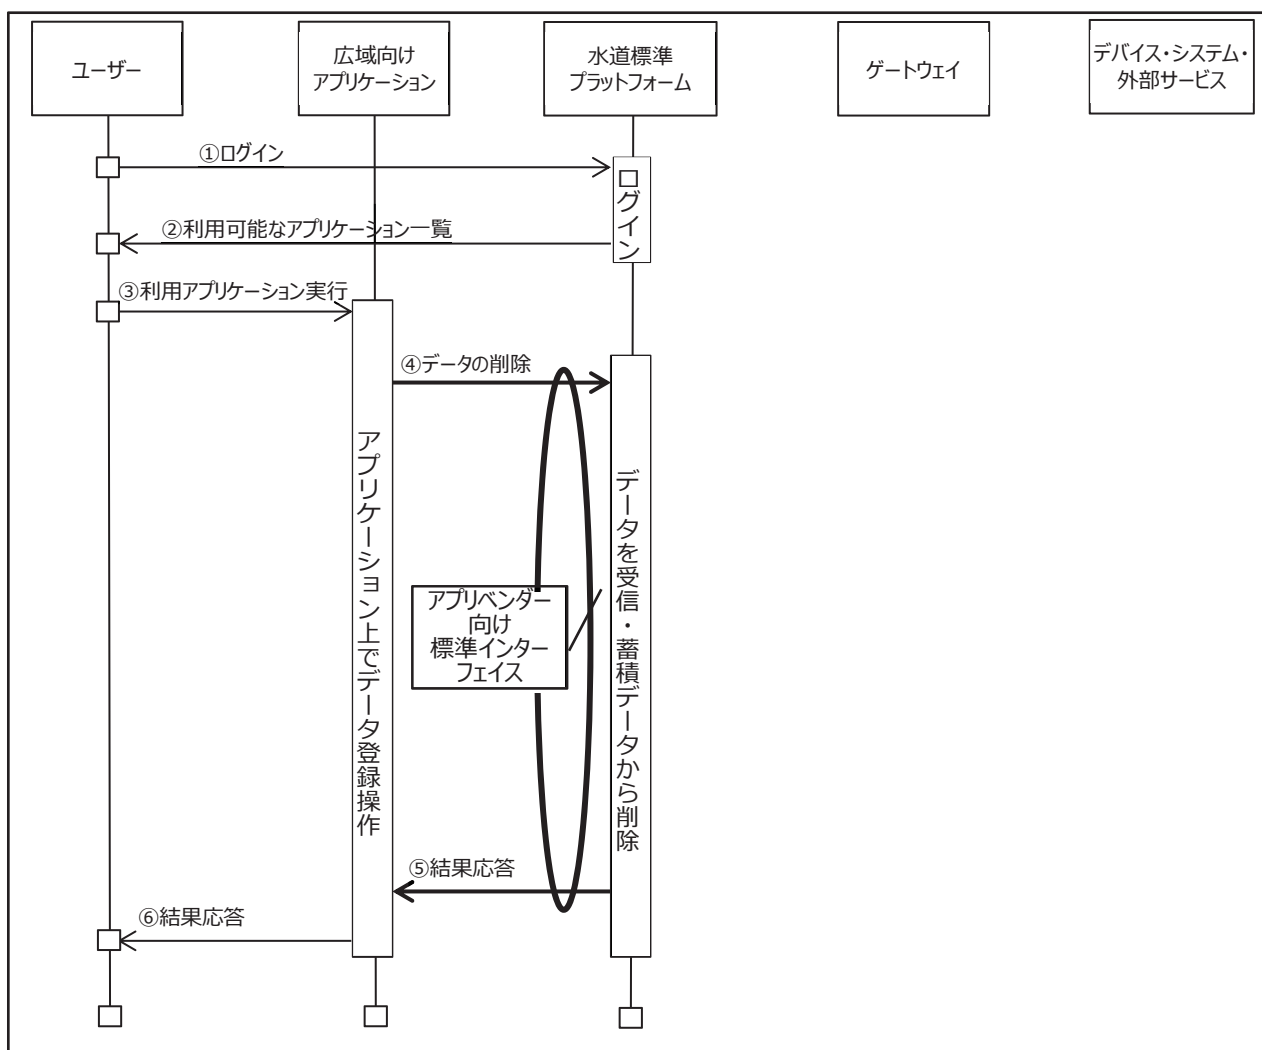 ユーザー
広域向け
アプリケーション
水道標準
プラットフォーム
ゲートウェイ
デバイス・システム・
外部サービス
①ログイン
ログイン
②利用可能なアプリケーション一覧
③利用アプリケーション実行
④データの削除
アプリケーション上でデータ登録操作
データを受信・蓄積データから削除
アプリベンダー
向け
標準インター
フェイス
⑤結果応答
⑥結果応答